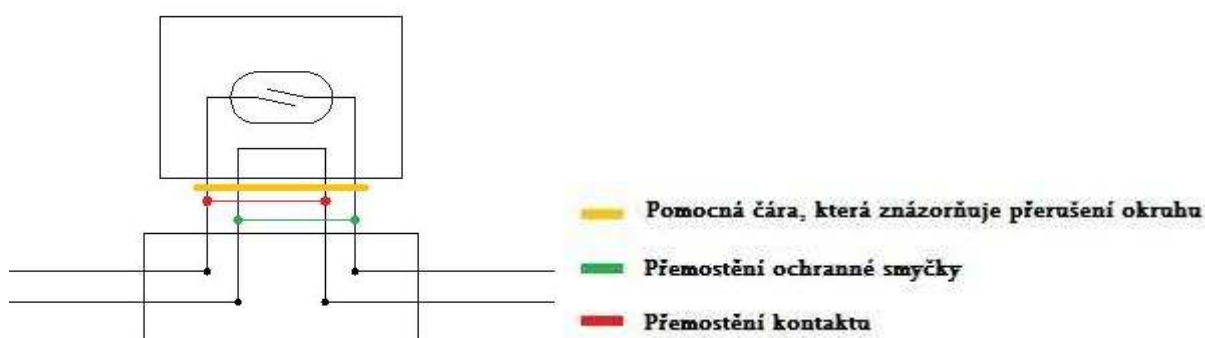 Pomocná čára, která znázorňuje přerušení okruhu
Přemostění ochranné smyčky
Přemostění kontaktu